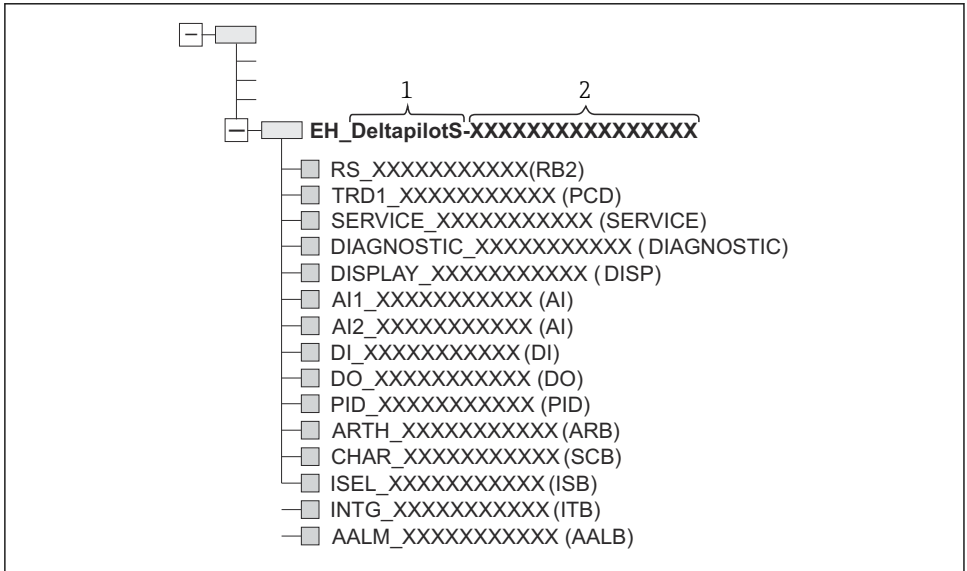 1 2
EH_DeltapilotS-XXXXXXXXXXXXXXXX
RS_XXXXXXXXXXX(RB2)
TRD1_XXXXXXXXXXX (PCD)
SERVICE_XXXXXXXXXXX (SERVICE)
DIAGNOSTIC_XXXXXXXXXXX ( DIAGNOSTIC)
DISPLAY_XXXXXXXXXXX ( DISP)
AI1_XXXXXXXXXXX (AI)
AI2_XXXXXXXXXXX (AI)
DI_XXXXXXXXXXX (DI)
DO_XXXXXXXXXXX (DO)
PID_XXXXXXXXXXX (PID)
ARTH_XXXXXXXXXXX (ARB)
CHAR_XXXXXXXXXXX (SCB)
ISEL_XXXXXXXXXXX (ISB)
INTG_XXXXXXXXXXX (ITB)
AALM_XXXXXXXXXXX (AALB)